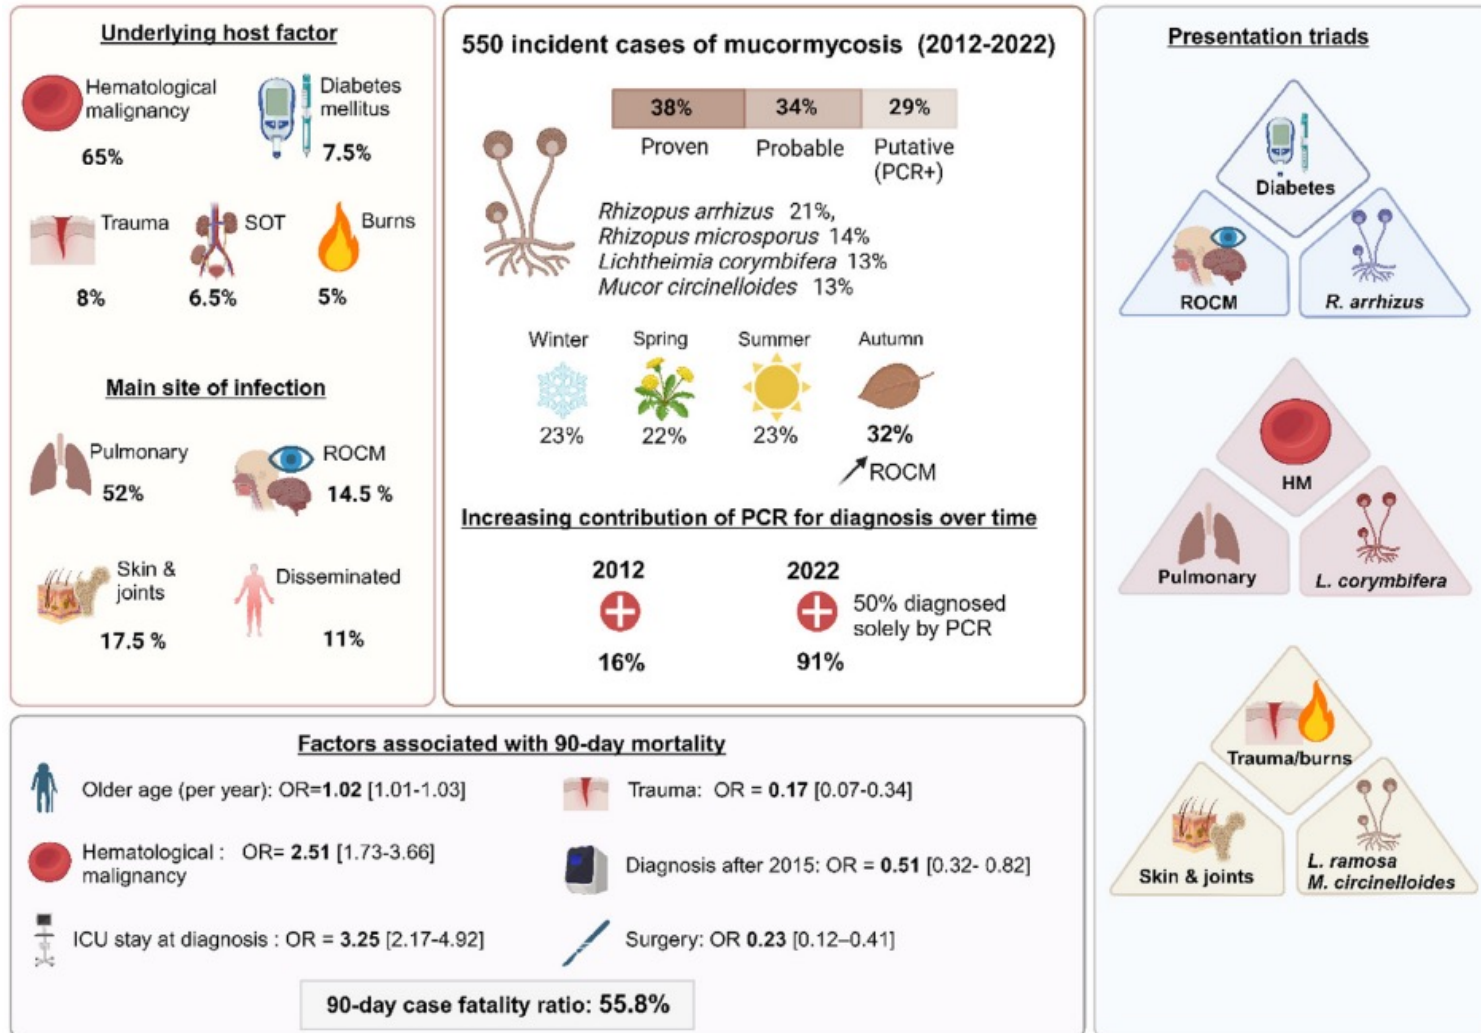 Underlying host factor
Hematological
malignancy
65%
Diabetes
mellitus
7.5%
Trauma
8%
SOT
6.5%
Burns
5%
Main site of infection
Pulmonary
52%
ROCM
14.5 %
Skin &
joints
17.5 %
Disseminated
11%
550 incident cases of mucormycosis (2012-2022)
38%
34%
29%
Proven
Probable
Putative
(PCR+)
Rhizopus arrhizus 21%,
Rhizopus microsporus 14%
Lichtheimia corymbifera 13%
Mucor circinelloides 13%
Winter
Spring
Summer
Autumn
23%
22%
23%
32%
ROCM
Increasing contribution of PCR for diagnosis over time
2012
16%
2022
91%
50% diagnosed
solely by PCR
Presentation triads
Diabetes
ROCM
R. arrhizus
HM
Pulmonary
L. corymbifera
Trauma/burns
Skin & joints
L. ramosa
M. circinelloides
Factors associated with 90-day mortality
Older age (per year): OR=1.02 [1.01-1.03]
Hematological : OR= 2.51 [1.73-3.66]
malignancy
ICU stay at diagnosis : OR = 3.25 [2.17-4.92]
Trauma: OR = 0.17 [0.07-0.34]
Diagnosis after 2015: OR = 0.51 [0.32- 0.82]
Surgery: OR 0.23 [0.12–0.41]
90-day case fatality ratio: 55.8%